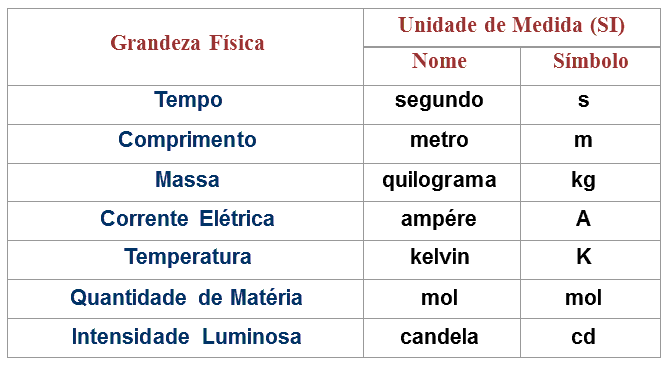 Grandeza Física
Unidade de Medida (SI)
Nome Símbolo
Tempo segundo s
Comprimento metro m
Massa quilograma kg
Corrente Elétrica ampére A
Temperatura kelvin K
Quantidade de Matéria mol mol
Intensidade Luminosa candela cd